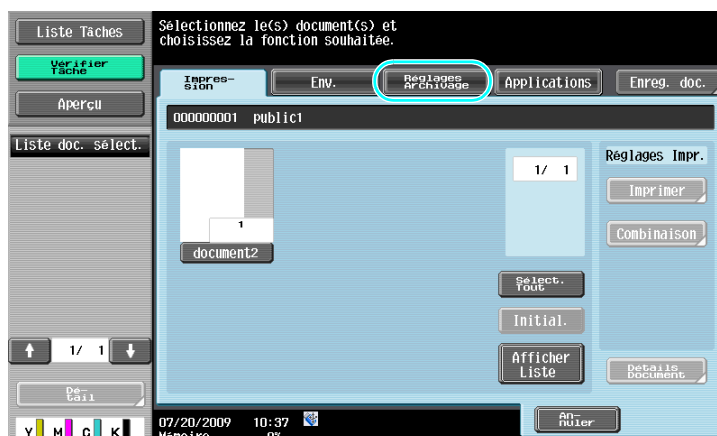 Liste Tâches
Vérifier
Tâche
Aperçu
Liste doc. sélect.
1/ 1
Dé-
tail
Y M C K
Sélectionnez le(s) document(s) et
choisissez la fonction souhaitée.
Impres-
sion
Env.
Réglages
Archivage
Applications
Enreg. doc.
000000001 public1
1
document2
1/ 1
Sélect.
Tout
Initial.
Afficher
Liste
Réglages Impr.
Imprimer
Combinaison
Détails
Document
07/20/2009 10:37
Mémoire 0%
An-
nuler